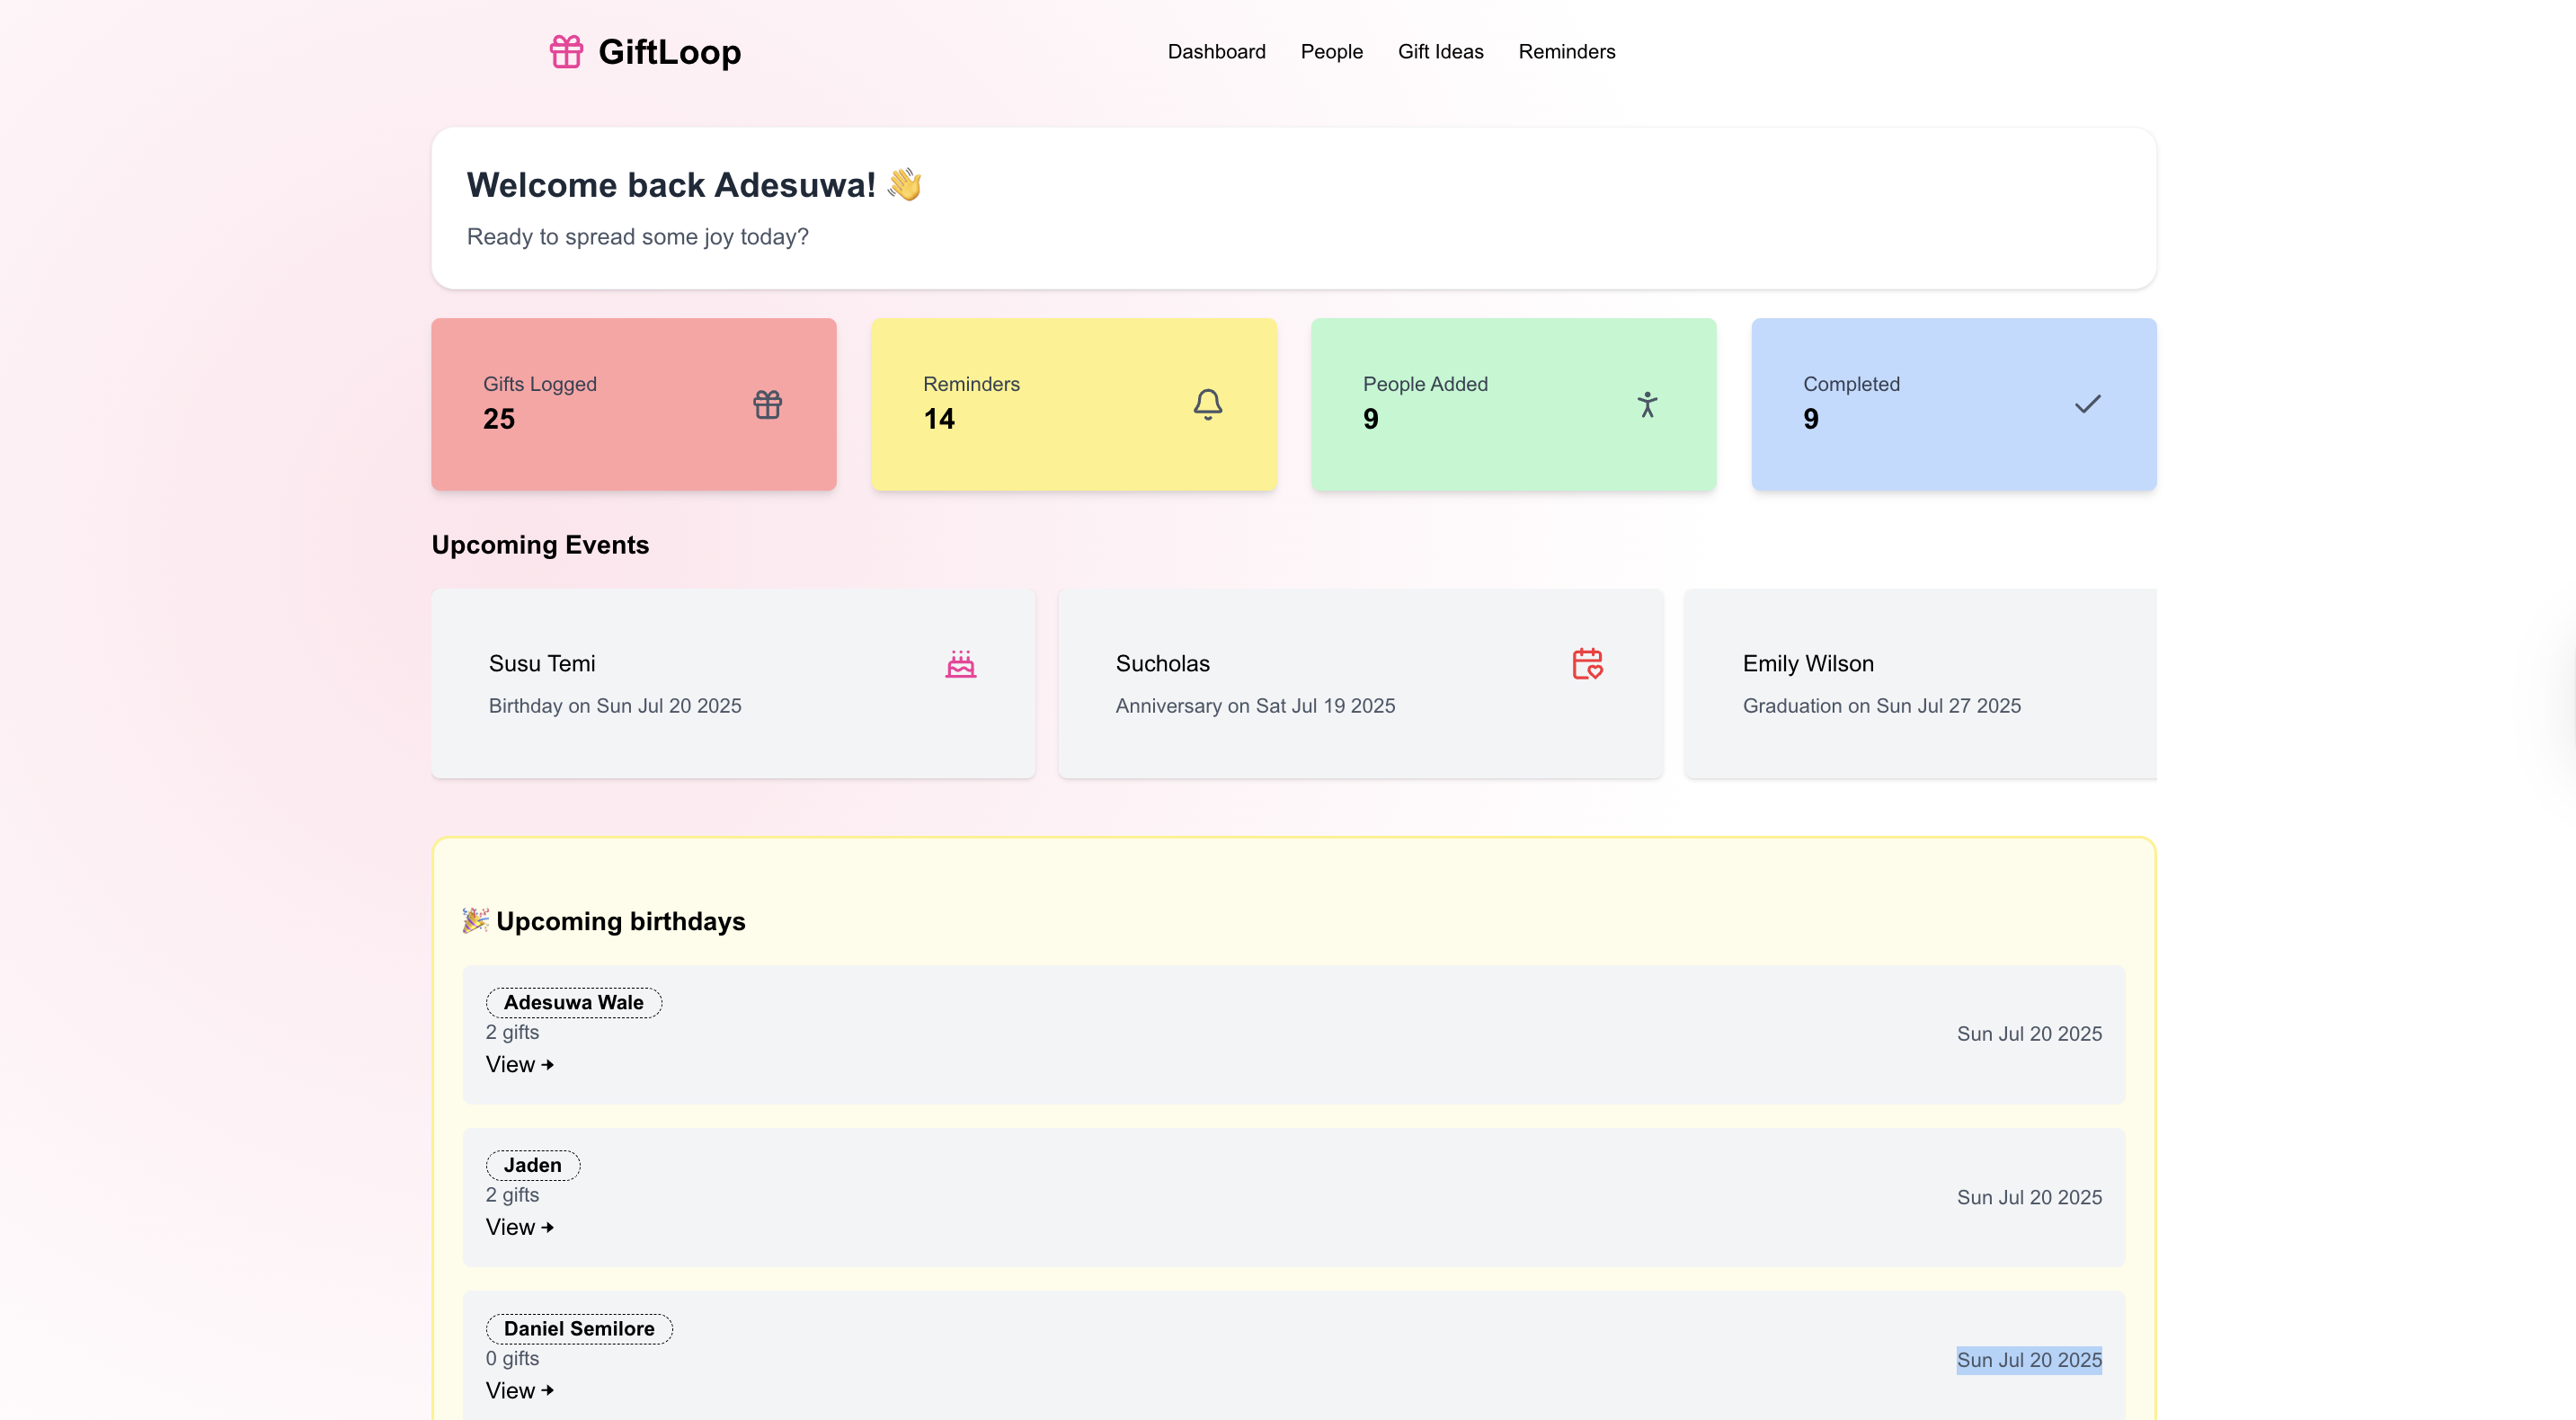 GiftLoop
Dashboard People Gift Ideas Reminders
Welcome back Adesuwa! 👋
Ready to spread some joy today?
Gifts Logged
25
Reminders
14
People Added
9
Completed
9
Upcoming Events
Susu Temi
Birthday on Sun Jul 20 2025
Sucholas
Anniversary on Sat Jul 19 2025
Emily Wilson
Graduation on Sun Jul 27 2025
🎉 Upcoming birthdays
Adesuwa Wale
2 gifts
View →
Sun Jul 20 2025
Jaden
2 gifts
View →
Sun Jul 20 2025
Daniel Semilore
0 gifts
View →
Sun Jul 20 2025